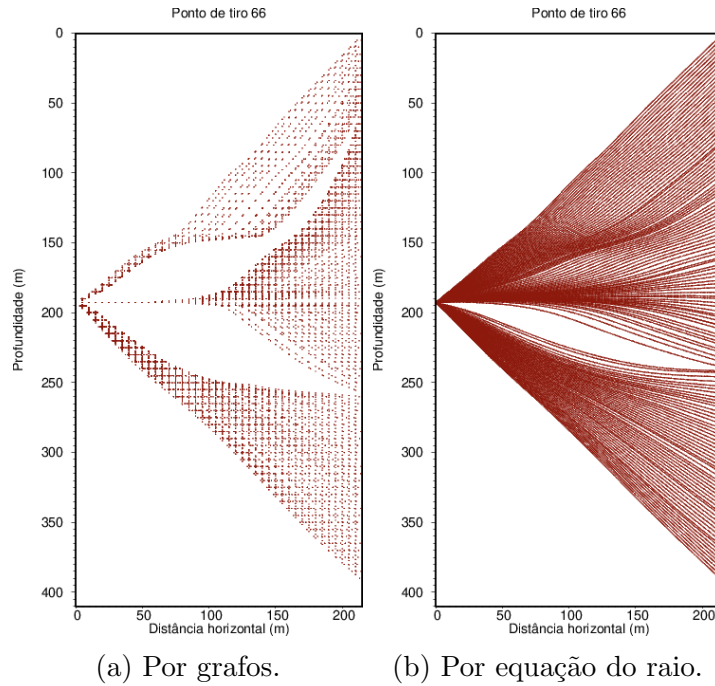 Ponto de tiro 66
Ponto de tiro 66
0
50
100
150
200
250
300
350
400
Profundidade (m)
0 50 100 150 200
Distância horizontal (m)
0
50
100
150
200
250
300
350
400
Profundidade (m)
0 50 100 150 200
Distância horizontal (m)
(a) Por grafos.
(b) Por equação do raio.